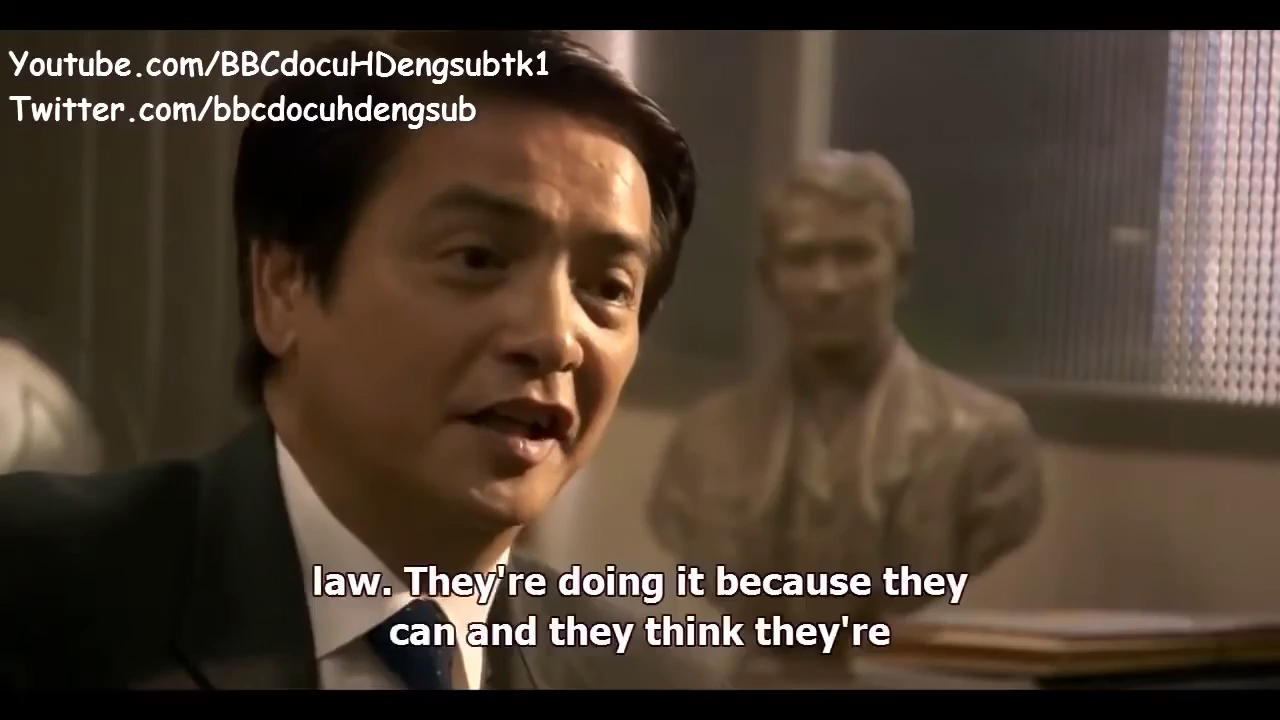 Youtube.com/BBCdocuHDengsubtk1
Twitter.com/bbcdocuhdengsub
law. They're doing it because they
can and they think they're